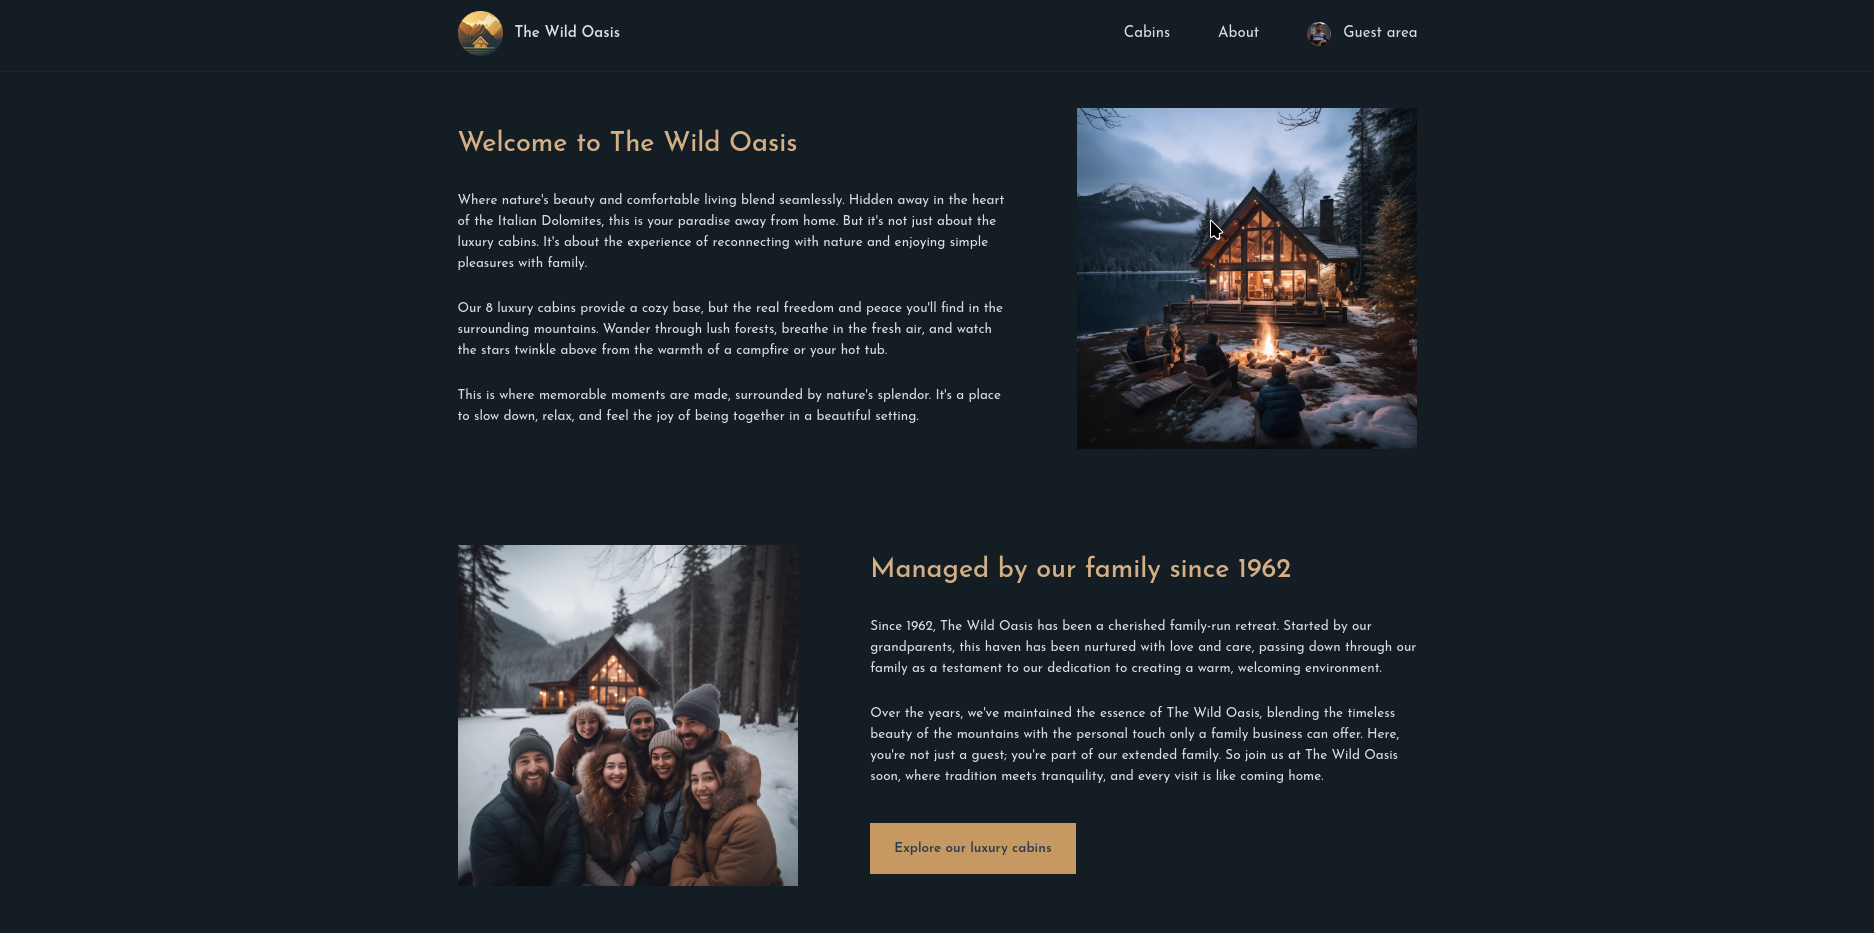 The Wild Oasis
Cabins
About
Guest area
Welcome to The Wild Oasis
Where nature's beauty and comfortable living blend seamlessly. Hidden away in the heart
of the Italian Dolomites, this is your paradise away from home. But it's not just about the
luxury cabins. It's about the experience of reconnecting with nature and enjoying simple
pleasures with family.
Our 8 luxury cabins provide a cozy base, but the real freedom and peace you'll find in the
surrounding mountains. Wander through lush forests, breathe in the fresh air, and watch
the stars twinkle above from the warmth of a campfire or your hot tub.
This is where memorable moments are made, surrounded by nature's splendor. It's a place
to slow down, relax, and feel the joy of being together in a beautiful setting.
Managed by our family since 1962
Since 1962, The Wild Oasis has been a cherished family-run retreat. Started by our
grandparents, this haven has been nurtured with love and care, passing down through our
family as a testament to our dedication to creating a warm, welcoming environment.
Over the years, we've maintained the essence of The Wild Oasis, blending the timeless
beauty of the mountains with the personal touch only a family business can offer. Here,
you're not just a guest; you're part of our extended family. So join us at The Wild Oasis
soon, where tradition meets tranquility, and every visit is like coming home.
Explore our luxury cabins